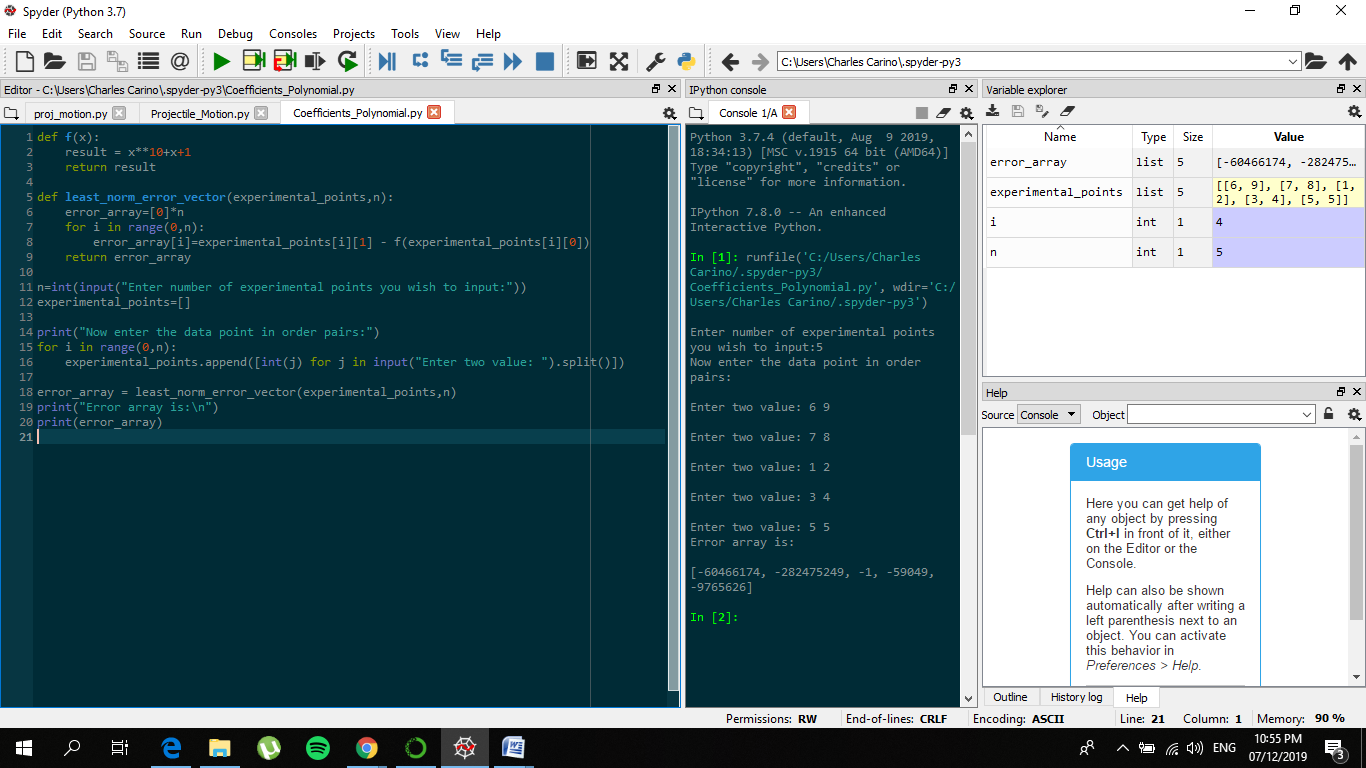 Spyder (Python 3.7)
File Edit Search Source Run Debug Consoles Projects Tools View Help
C:\Users\Charles Carino\.spyder-py3
Editor - C:\Users\Charles Carino\.spyder-py3\Coefficients_Polynomial.py
proj_motion.py Projectile_Motion.py Coefficients_Polynomial.py
1 def f(x):
2 result = x**10+x+1
3 return result
4
5 def least_norm_error_vector(experimental_points,n):
6 error_array=[0]*n
7 for i in range(0,n):
8 error_array[i]=experimental_points[i][1] - f(experimental_points[i][0])
9 return error_array
10
11 n=int(input("Enter number of experimental points you wish to input:"))
12 experimental_points=[]
13
14 print("Now enter the data point in order pairs:")
15 for i in range(0,n):
16 experimental_points.append([int(j) for j in input("Enter two value: ").split()])
17
18 error_array = least_norm_error_vector(experimental_points,n)
19 print("Error array is:\n")
20 print(error_array)
21
IPython console
Console 1/A
Python 3.7.4 (default, Aug 9 2019,
18:34:13) [MSC v.1915 64 bit (AMD64)]
Type "copyright", "credits" or
"license" for more information.
IPython 7.8.0 -- An enhanced
Interactive Python.
In [1]: runfile('C:/Users/Charles
Carino/.spyder-py3/
Coefficients_Polynomial.py', wdir='C:/
Users/Charles Carino/.spyder-py3')
Enter number of experimental points
you wish to input:5
Now enter the data point in order
pairs:
Enter two value: 6 9
Enter two value: 7 8
Enter two value: 1 2
Enter two value: 3 4
Enter two value: 5 5
Error array is:
[-60466174, -282475249, -1, -59049,
-9765626]
In [2]:
Variable explorer
Name Type Size Value
error_array list 5 [-60466174, -282475…
experimental_points list 5 [[6, 9], [7, 8], [1,
2], [3, 4], [5, 5]]
i int 1 4
n int 1 5
Help
Source Console Object
Usage
Here you can get help of
any object by pressing
Ctrl+I in front of it, either
on the Editor or the
Console.
Help can also be shown
automatically after writing a
left parenthesis next to an
object. You can activate
this behavior in
Preferences > Help.
Outline History log Help
Permissions: RW End-of-lines: CRLF Encoding: ASCII Line: 21 Column: 1 Memory: 90 %
ENG
10:55 PM
07/12/2019
3